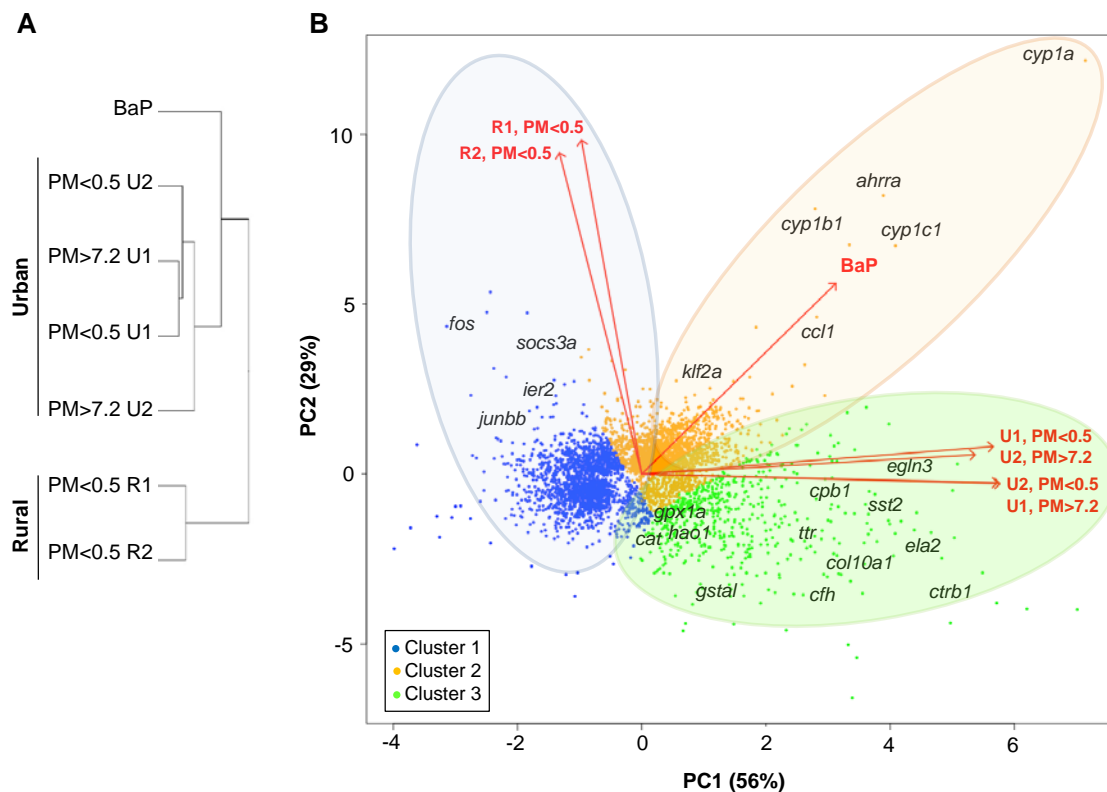 A
BaP
Urban
PM<0.5 U2
PM>7.2 U1
PM<0.5 U1
PM>7.2 U2
Rural
PM<0.5 R1
PM<0.5 R2
B
PC2 (29%)
10
5
0
-5
cyp1a
R1, PM<0.5
R2, PM<0.5
ahrra
cyp1b1
cyp1c1
BaP
fos
socs3a
ccl1
klf2a
ier2
junbb
U1, PM<0.5
egln3
U2, PM>7.2
cpb1
U2, PM<0.5
sst2
U1, PM>7.2
gpx1a
cat
hao1
ttr
ela2
col10a1
gstal
cfh
ctrb1
Cluster 1
Cluster 2
Cluster 3
-4
-2
0
2
4
6
PC1 (56%)